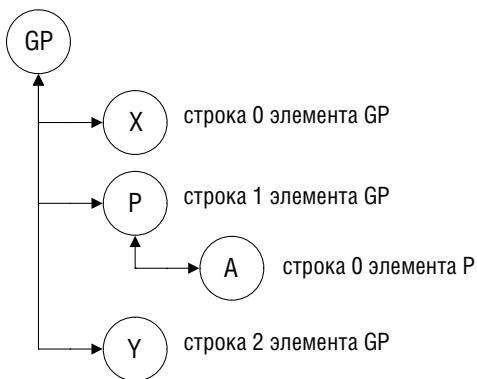 GP
X строка 0 элемента GP
P строка 1 элемента GP
A строка 0 элемента P
Y строка 2 элемента GP